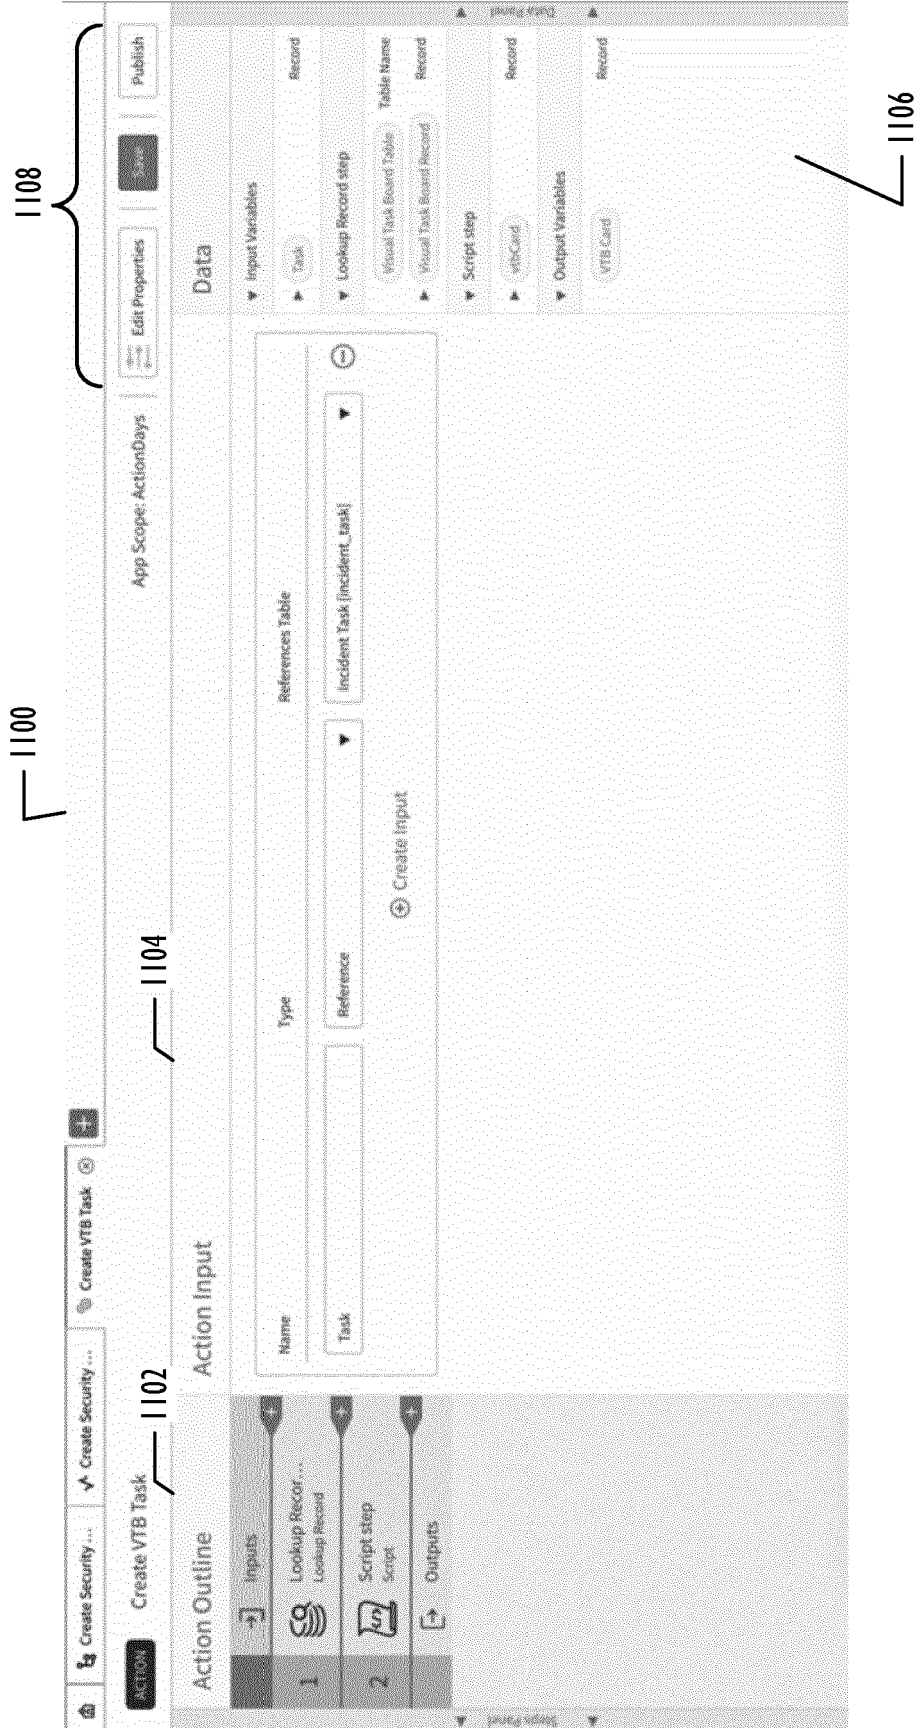 1100
1108
Create Security ...
Create Security ...
Create VTB Task
ACTION
Create VTB Task
App Scope: ActionDays
Edit Properties
Save
Publish
1102
1104
Action Outline
Action Input
Data
Inputs
1
Lookup Recor...
Lookup Record
2
Script step
Script
Outputs
Name
Type
References Table
Task
Reference
Incident Task [incident_task]
Create Input
Input Variables
Task
Record
Lookup Record step
Visual Task Board Table
Table Name
Visual Task Board Record
Record
Script step
vtbCard
Record
Output Variables
VTB Card
Record
Steps Panel
Data Panel
1106